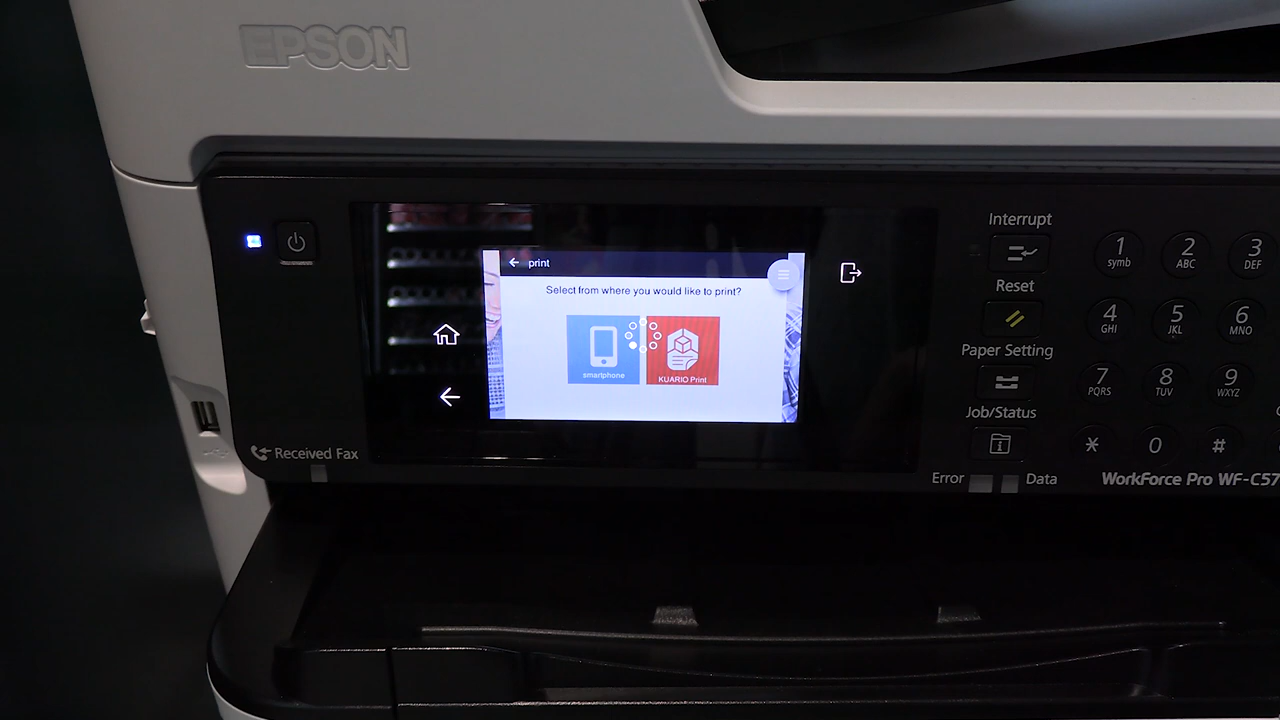 EPSON
print
Select from where you would like to print?
smartphone
KUARIO Print
Received Fax
Interrupt
Reset
Paper Setting
Job/Status
Error
Data
1
symb
2
ABC
3
DEF
4
GHI
5
JKL
6
MNO
7
PQRS
8
TUV
9
WXYZ
*
0
#
WorkForce Pro WF-C57